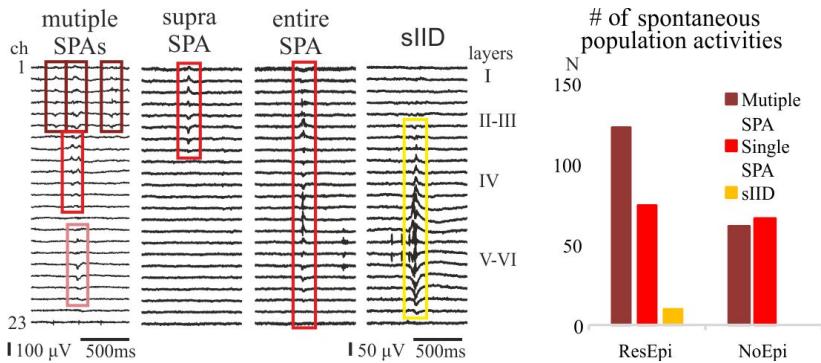 mutiple
SPAs
supra
SPA
entire
SPA
sIID
layers
ch
1
23
I
II-III
IV
V-VI
100 µV
500ms
50 µV
500ms
# of spontaneous
population activities
N
150
100
50
0
Mutiple
SPA
Single
SPA
sIID
ResEpi
NoEpi